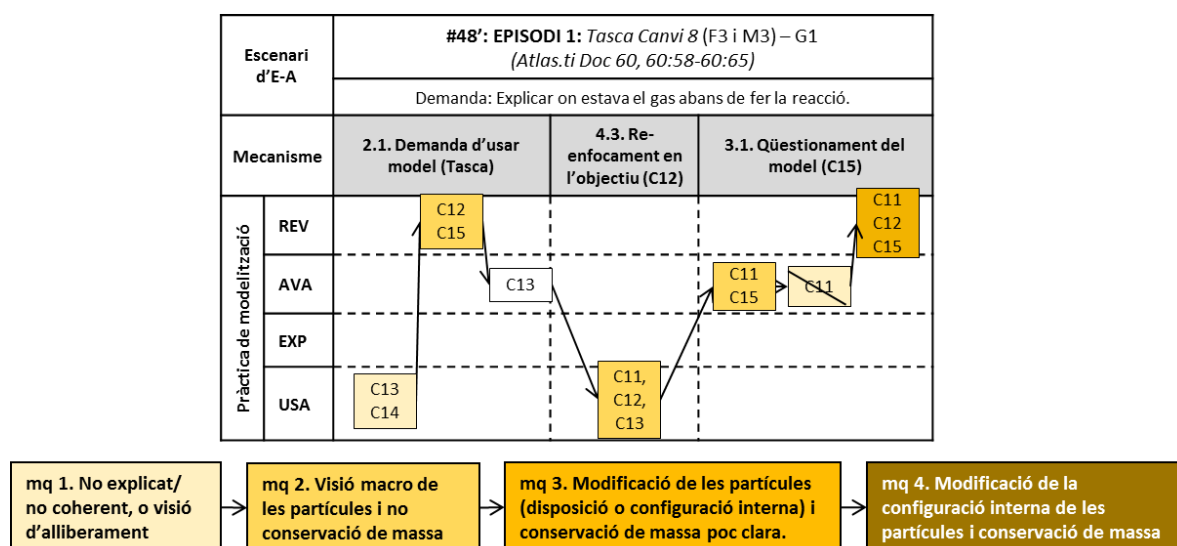 Escenari
d'E-A
#48': EPISODI 1: Tasca Canvi 8 (F3 i M3) – G1
(Atlas.ti Doc 60, 60:58-60:65)
Demanda: Explicar on estava el gas abans de fer la reacció.
Mecanisme
2.1. Demanda d'usar
model (Tasca)
4.3. Re-
enfocament en
l'objectiu (C12)
3.1. Qüestionament del
model (C15)
Pràctica de modelització
REV
C12
C15
C11
C12
C15
AVA
C13
C11
C15
C11
EXP
USA
C13
C14
C11,
C12,
C13
mq 1. No explicat/
no coherent, o visió
d'alliberament
mq 2. Visió macro de
les partícules i no
conservació de massa
mq 3. Modificació de les partícules
(disposició o configuració interna) i
conservació de massa poc clara.
mq 4. Modificació de la
configuració interna de les
partícules i conservació de massa